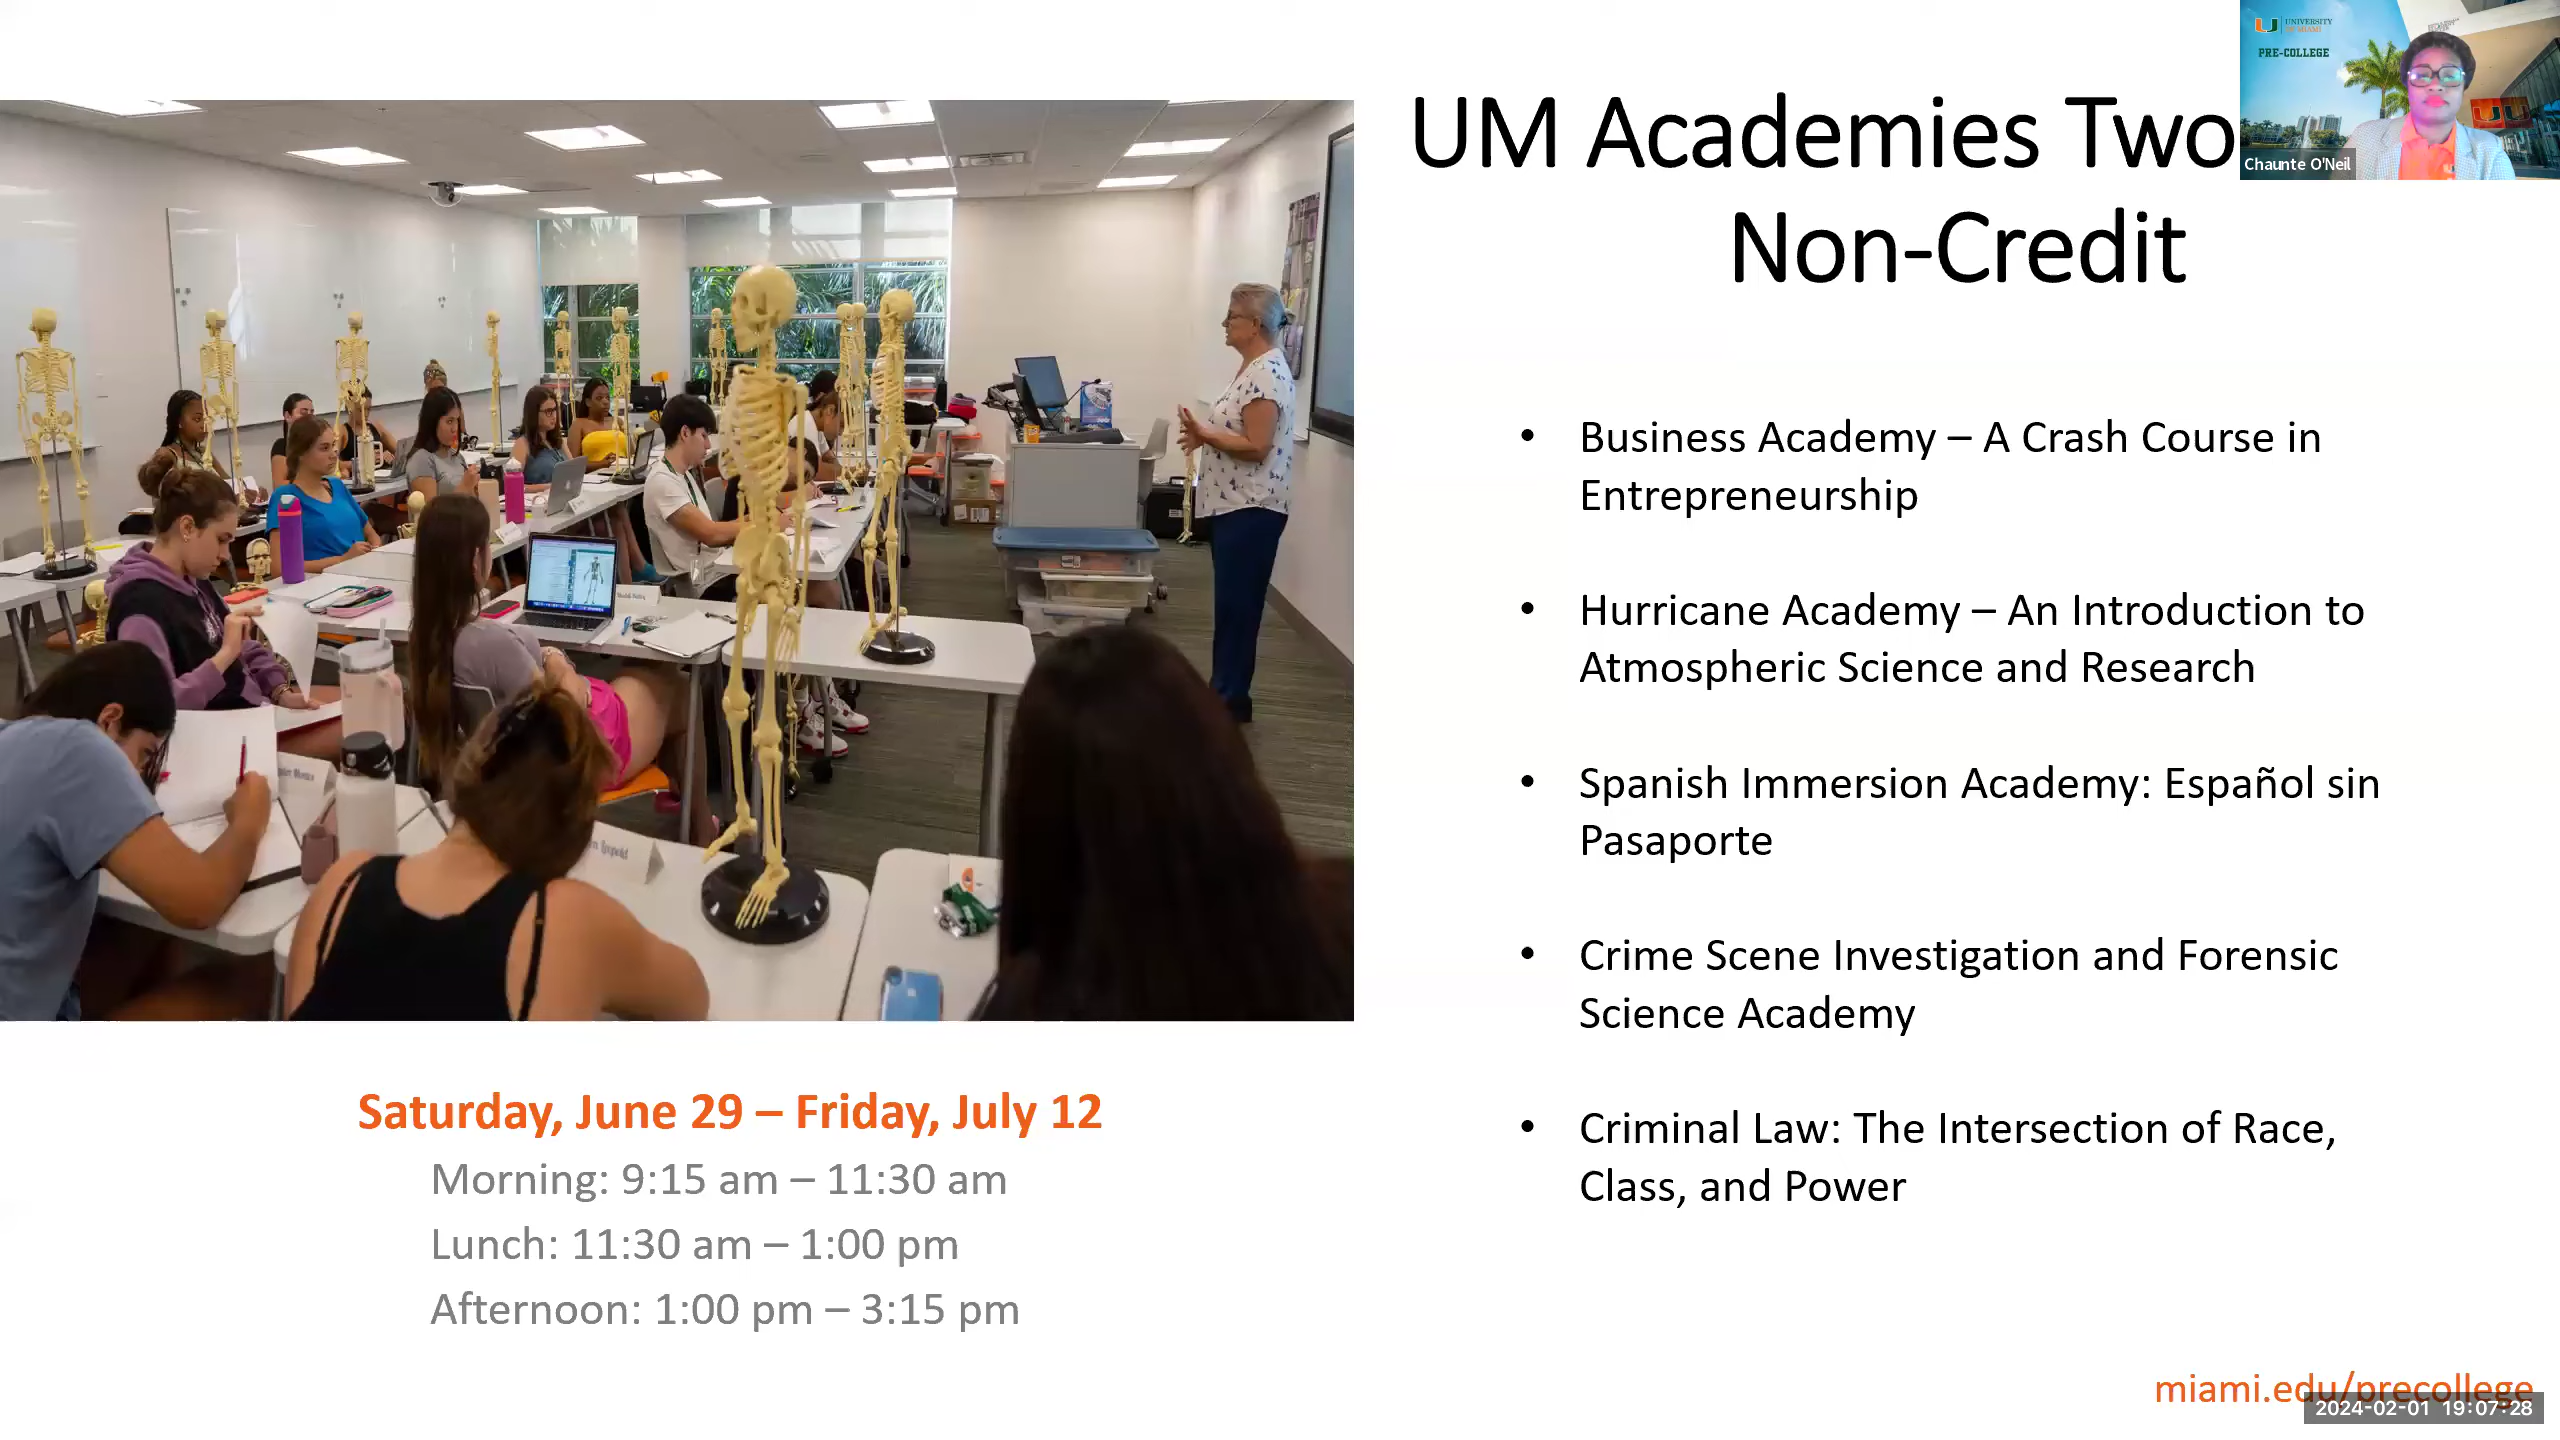 UM Academies Two
Non-Credit
UNIVERSITY
OF MIAMI
PRE-COLLEGE
Chaunte O'Neil
• Business Academy – A Crash Course in
Entrepreneurship
• Hurricane Academy – An Introduction to
Atmospheric Science and Research
• Spanish Immersion Academy: Español sin
Pasaporte
• Crime Scene Investigation and Forensic
Science Academy
• Criminal Law: The Intersection of Race,
Class, and Power
Saturday, June 29 – Friday, July 12
Morning: 9:15 am – 11:30 am
Lunch: 11:30 am – 1:00 pm
Afternoon: 1:00 pm – 3:15 pm
miami.edu/precollege
2024-02-01 19:07:28